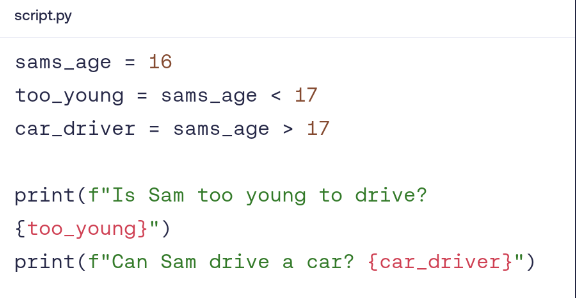 script.py
sams_age = 16
too_young = sams_age < 17
car_driver = sams_age > 17
print(f"Is Sam too young to drive?
{too_young}")
print(f"Can Sam drive a car? {car_driver}")